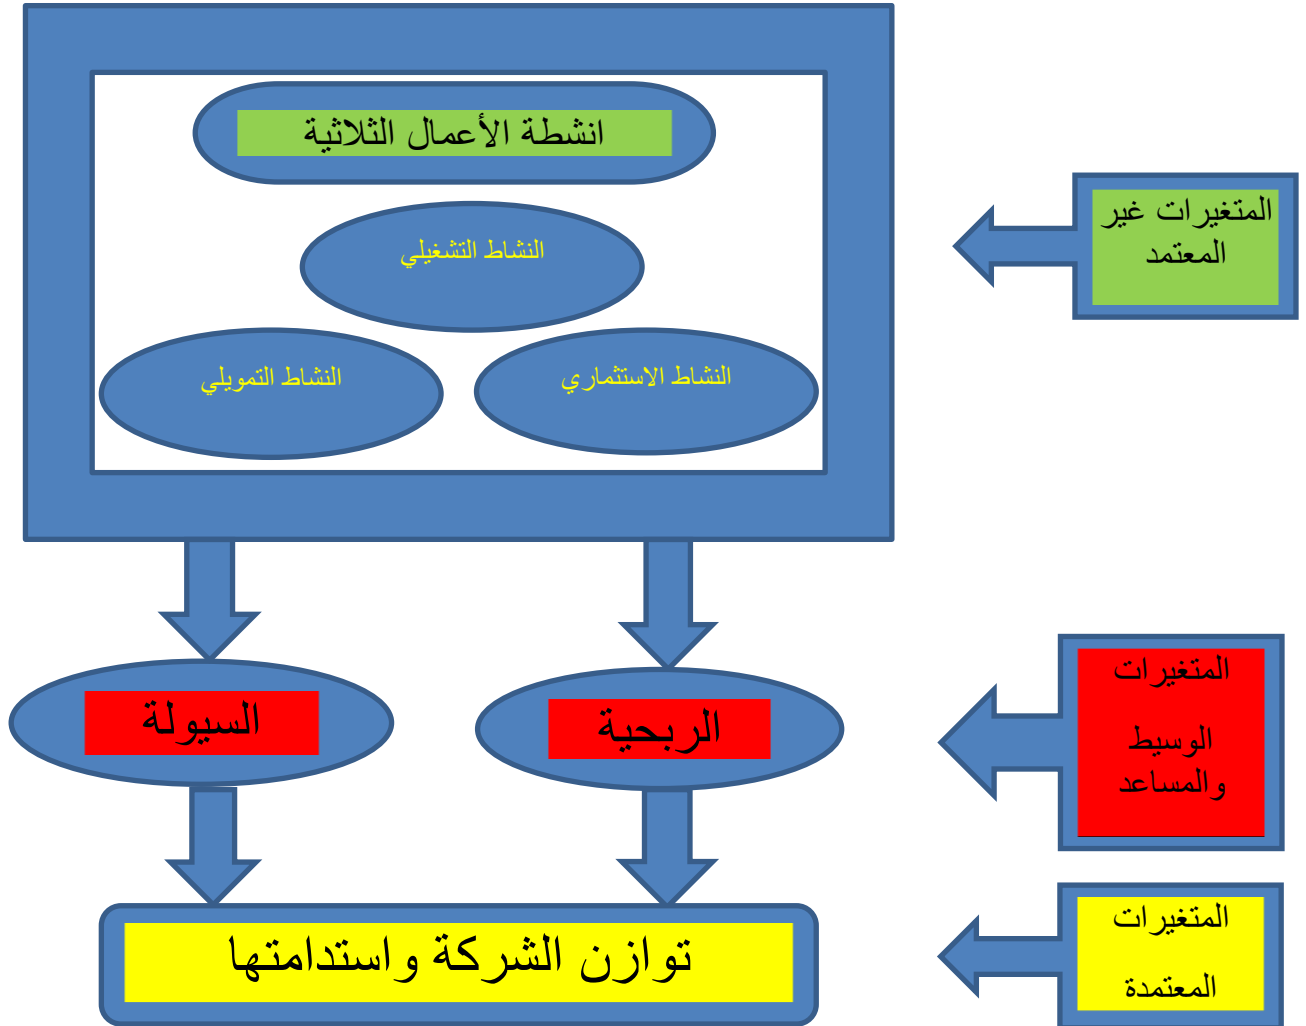 انشطة الأعمال الثلاثية
المتغيرات غير
المعتمد
النشاط التشغيلي
النشاط الاستثماري
النشاط التمويلي
المتغيرات
الوسيط
والمساعد
الربحية
السيولة
المتغيرات
المعتمدة
توازن الشركة واستدامتها